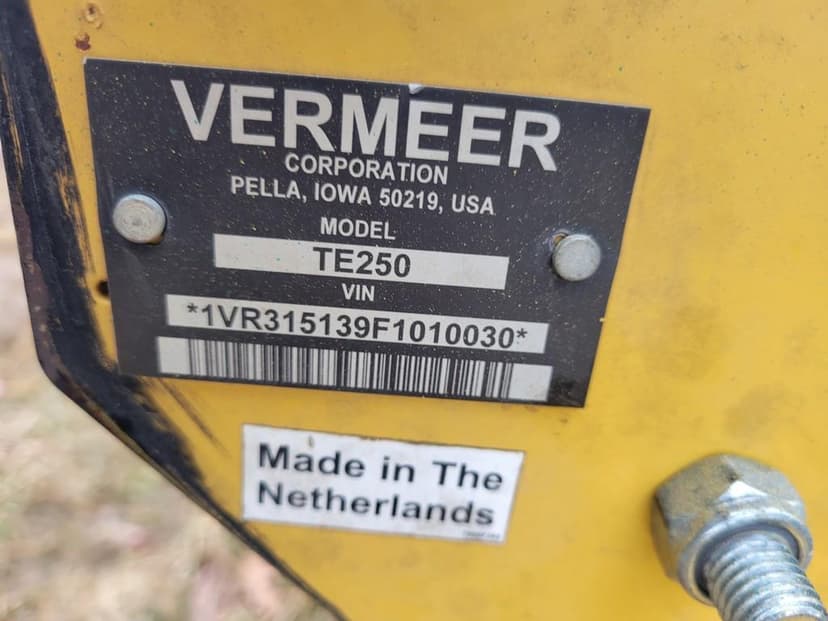 VERMEER
CORPORATION
PELLA, IOWA 50219, USA
MODEL
TE250
VIN
*1VR315139F1010030*
Made in The
Netherlands